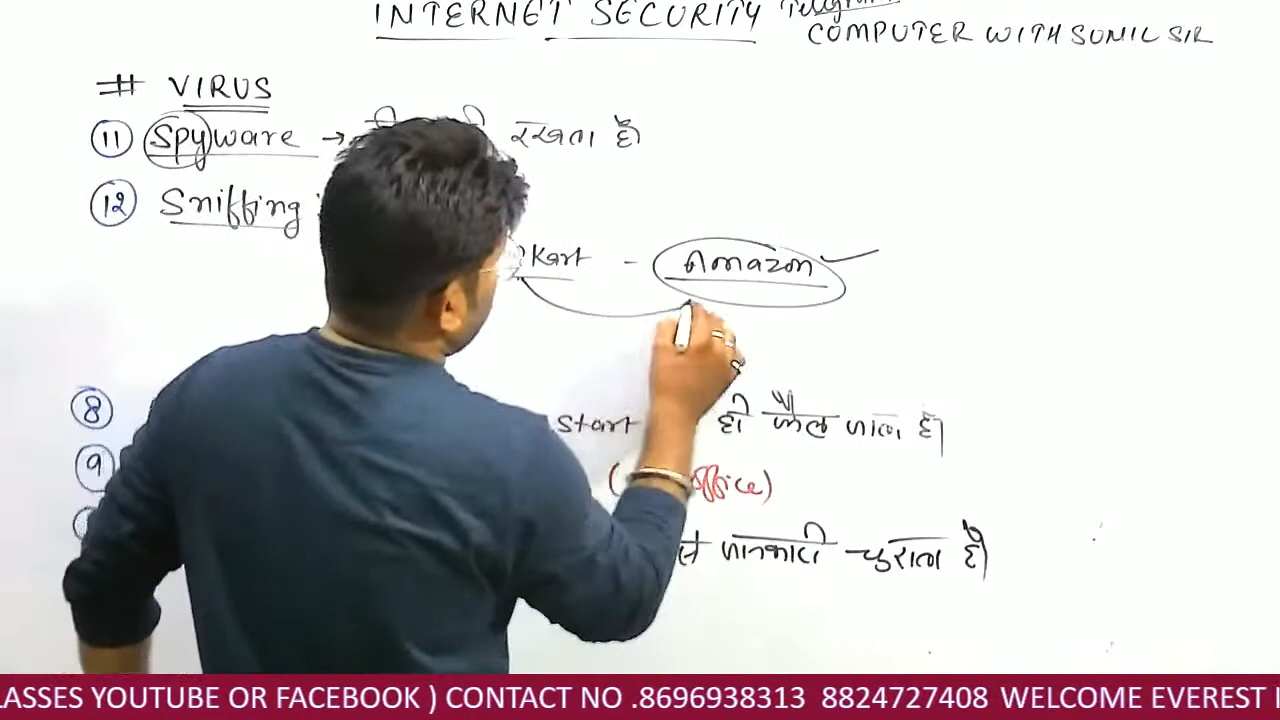 INTERNET SECURITY
COMPUTER WITH SUNIL SIR
# VIRUS
11 Spyware → रखता है
12 Sniffing
Kart - Amazon
8 Start ही फैल जाता है
9 office)
से जानकारी चुराता है
LASSES YOUTUBE OR FACEBOOK ) CONTACT NO .8696938313 8824727408 WELCOME EVEREST